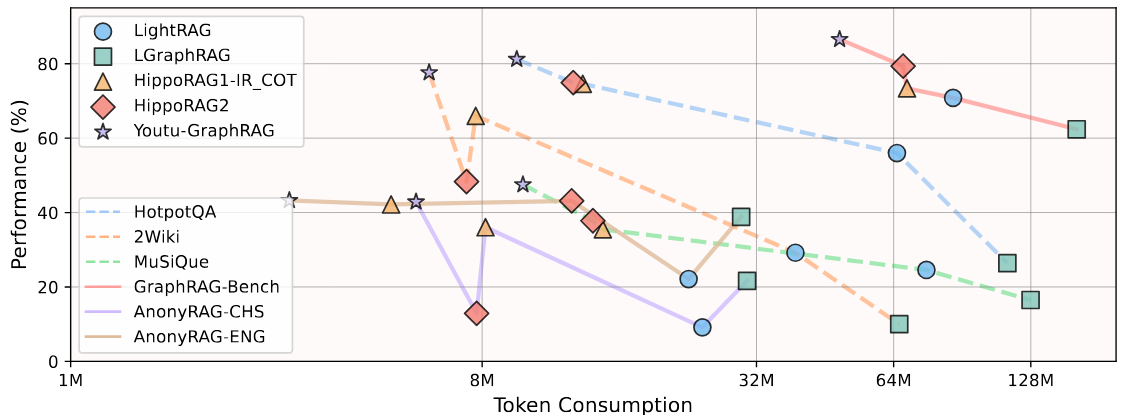 LightRAG
LGraphRAG
HippoRAG1-IR_COT
HippoRAG2
Youtu-GraphRAG
HotpotQA
2Wiki
MuSiQue
GraphRAG-Bench
AnonyRAG-CHS
AnonyRAG-ENG
Performance (%)
80
60
40
20
0
1M 8M 32M 64M 128M
Token Consumption